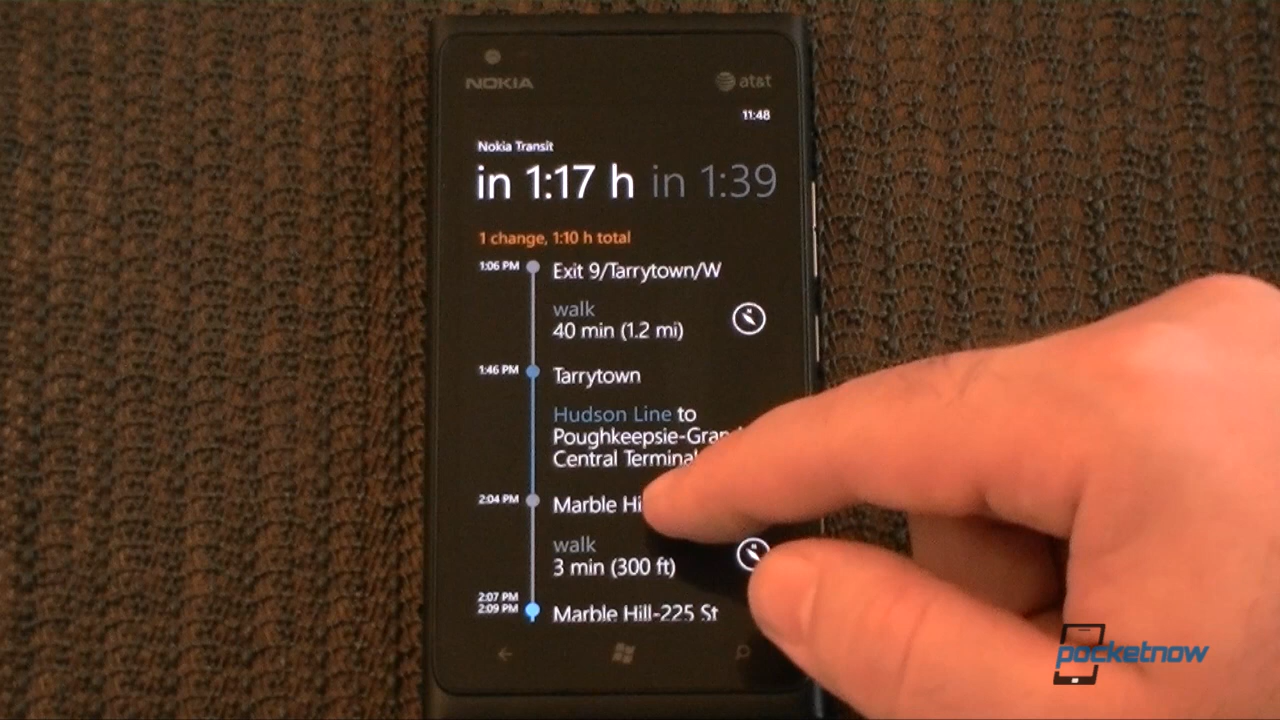 NOKIA
at&t
11:48
Nokia Transit
in 1:17 h in 1:39
1 change, 1:10 h total
1:06 PM Exit 9/Tarrytown/W
walk
40 min (1.2 mi)
1:46 PM Tarrytown
Hudson Line to
Poughkeepsie-Gran
Central Terminal
2:04 PM Marble Hi
walk
3 min (300 ft)
2:07 PM
2:09 PM Marble Hill-225 St
pocketnow